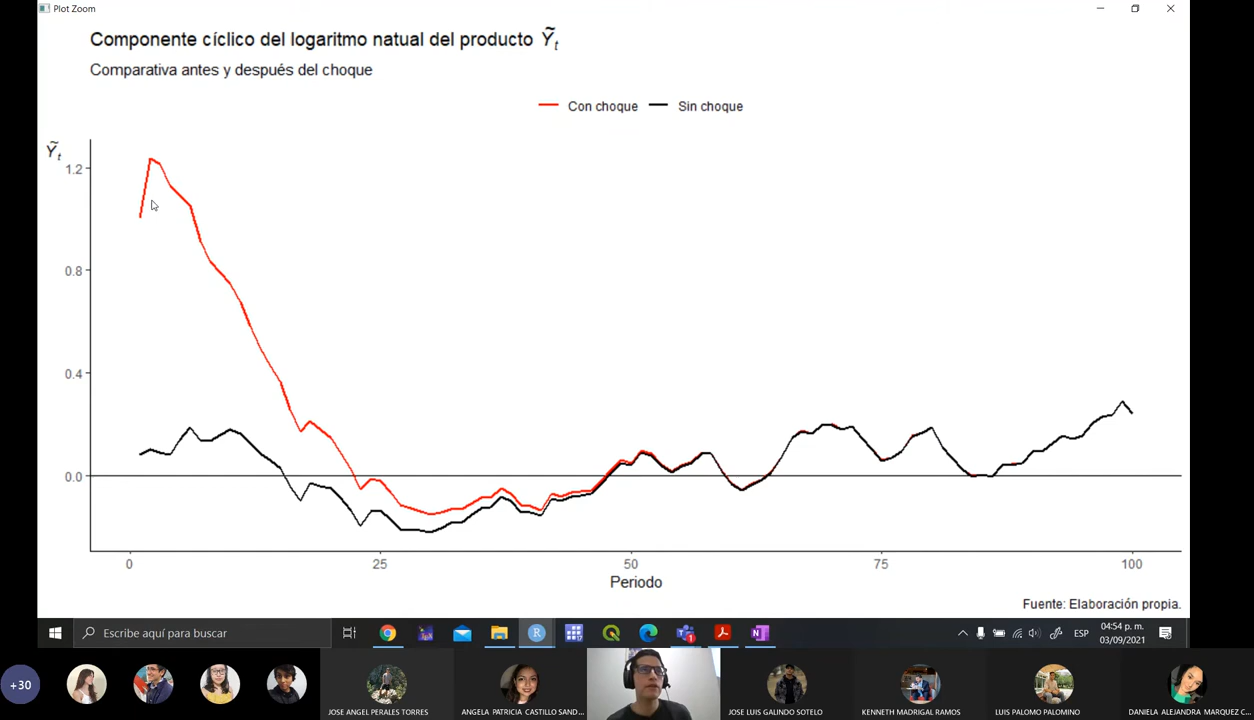 Plot Zoom
Componente cíclico del logaritmo natual del producto Ỹt
Comparativa antes y después del choque
Con choque Sin choque
Ỹt
1.2
0.8
0.4
0.0
0 25 50 75 100
Periodo
Fuente: Elaboración propia.
Escribe aquí para buscar
ESP
04:54 p. m.
03/09/2021
+30
JOSE ANGEL PERALES TORRES
ANGELA PATRICIA CASTILLO SAND...
JOSE LUIS GALINDO SOTELO
KENNETH MADRIGAL RAMOS
LUIS PALOMO PALOMINO
DANIELA ALEJANDRA MARQUEZ C...